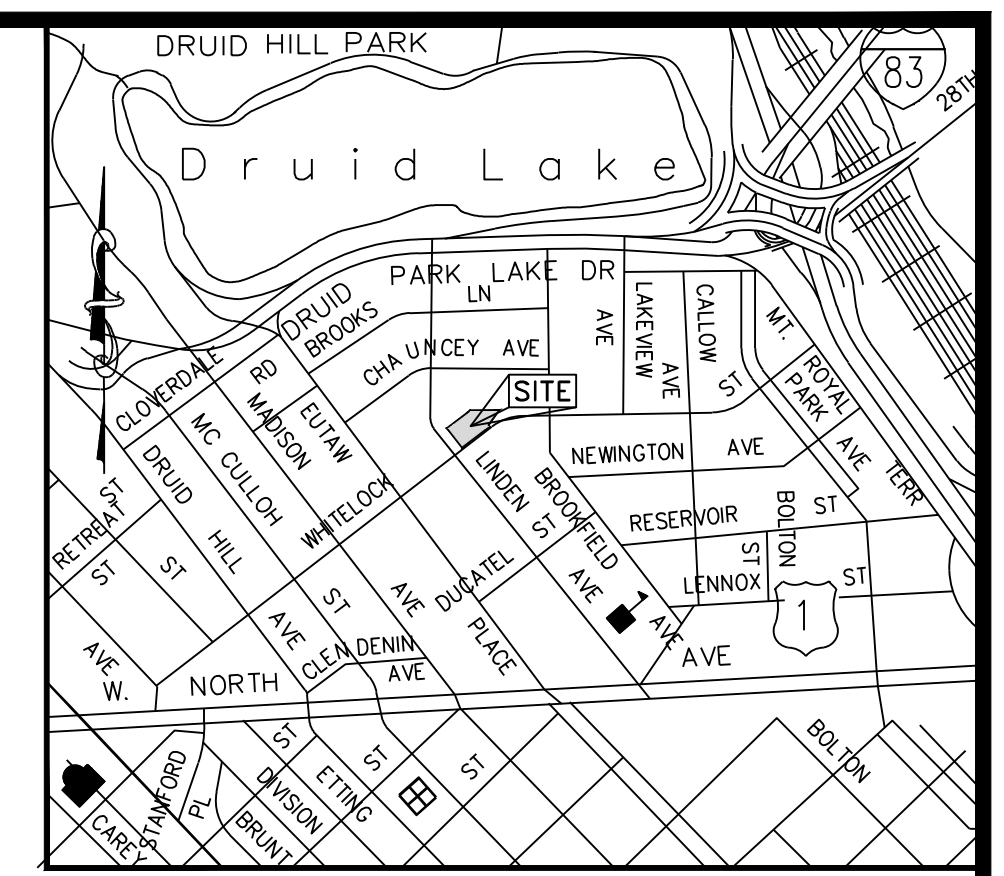 DRUID HILL PARK
83
28TH
Druid Lake
PARK LAKE DR
DRUID
LN
BROOKS
AVE
LAKEVIEW
AVE
CALLOW
ST
MT.
ROYAL
TERR
CHAUNCEY AVE
CLOVERDALE
RD
SITE
PARK
AVE
MADISON
AVE
EUTAW
PLACE
MC CULLOH
ST
DRUID
HILL
AVE
NEWINGTON AVE
LINDEN
AVE
BROOKFIELD
AVE
ST
WHITELOCK
ST
RETREAT
ST
ST
RESERVOIR ST
BOLTON
ST
DUCATEL
LENNOX ST
1
CLENDENIN
AVE
AVE
W.
NORTH
AVE
STANFORD
PL
ST
DIVISION
ST
ETTING
ST
BRUNT
CAREY
BOLTON